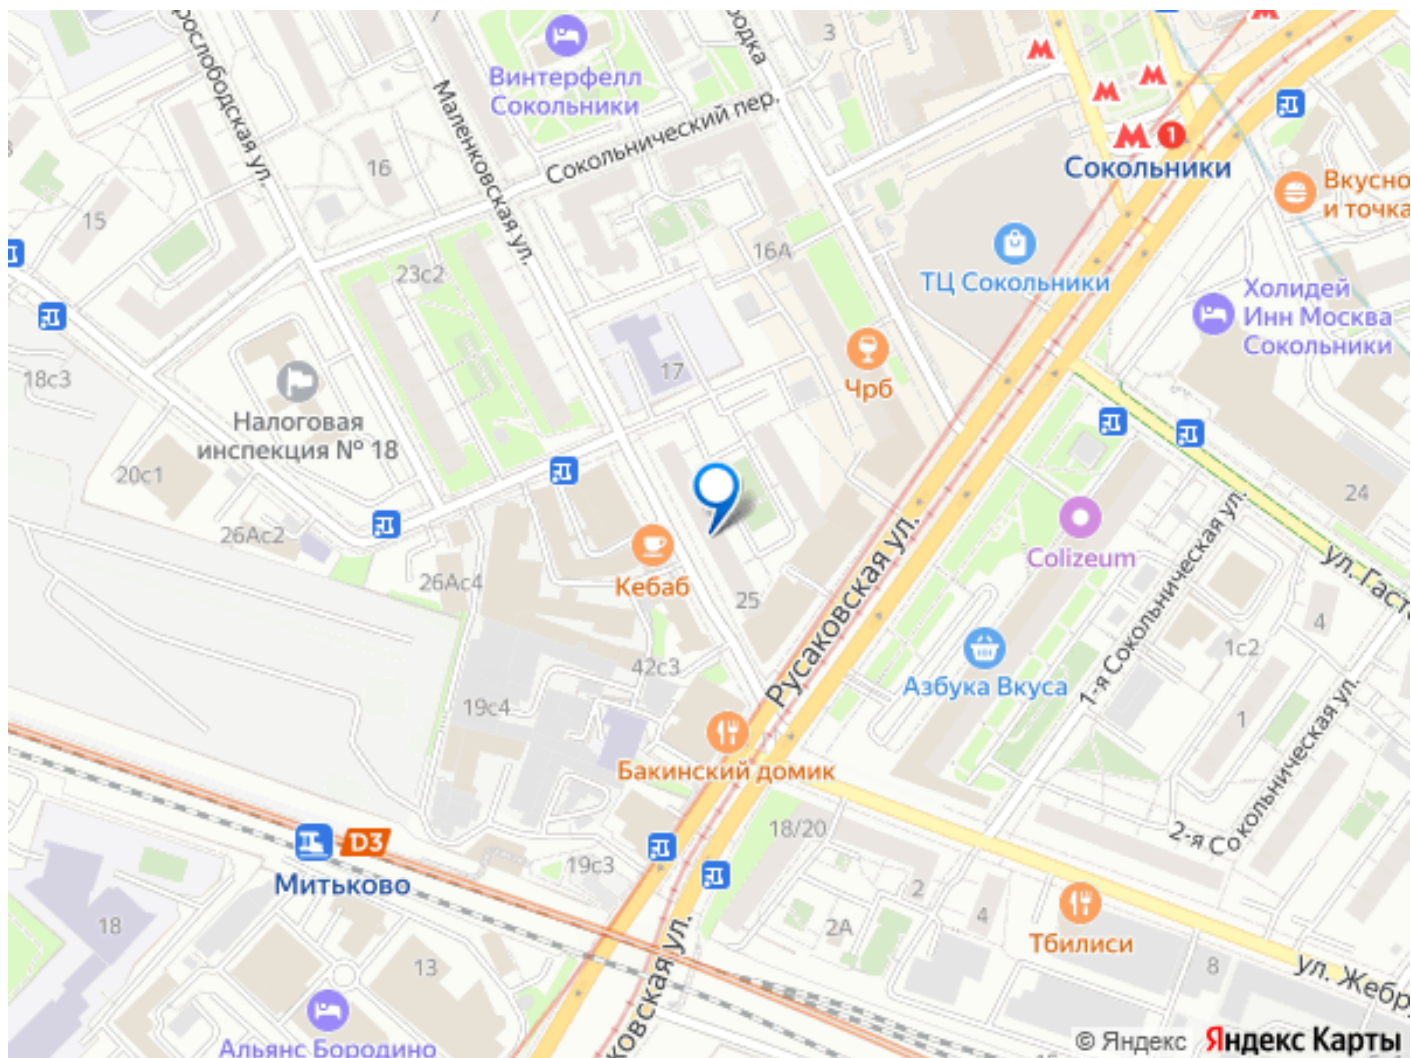 Винтерфелл
Сокольники
3
7
Маленковская ул.
Сокольнический пер.
16
15
1
Сокольники
Вкусно
и точка
16А
ТЦ Сокольники
Холидей
Инн Москва
Сокольники
23с2
18с3
17
Чрб
Налоговая
инспекция № 18
20с1
26Ас2
26Ас4
Кебаб
25
Русаковская ул.
Colizeum
24
1-я Сокольническая ул.
4
1с2
42с3
Азбука Вкуса
19с4
1
2-я Сокольническая ул.
Бакинский домик
18/20
D3
Митьково
19с3
2
4
2А
Тбилиси
18
13
8
Альянс Бородино
© Яндекс
Яндекс Карты